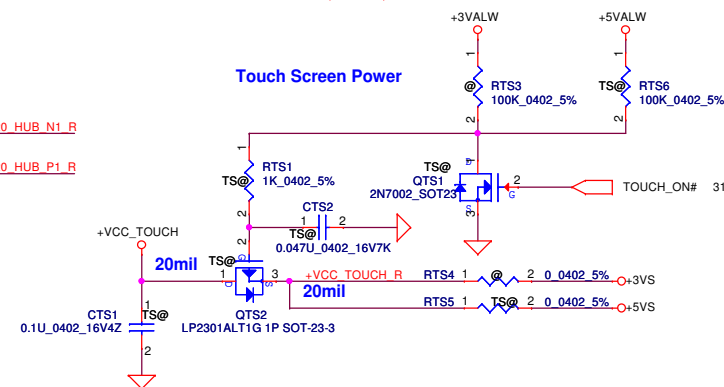 +3VALW
+5VALW
Touch Screen Power
1
1
@
RTS3
100K_0402_5%
TS@
RTS6
100K_0402_5%
2
2
0_HUB_N1_R
0_HUB_P1_R
1
RTS1
TS@
1K_0402_5%
2
TS@
1
D
QTS1
2N7002_SOT23
G
S
3
TOUCH_ON# 31
CTS2
1 2
TS@
0.047U_0402_16V7K
+VCC_TOUCH
20mil
2
G
TS@
1
D
3
S
+VCC_TOUCH_R
20mil
RTS4 1 @ 2 0_0402_5% +3VS
RTS5 1 TS@ 2 0_0402_5% +5VS
QTS2
LP2301ALT1G 1P SOT-23-3
1
CTS1
TS@
0.1U_0402_16V4Z
2